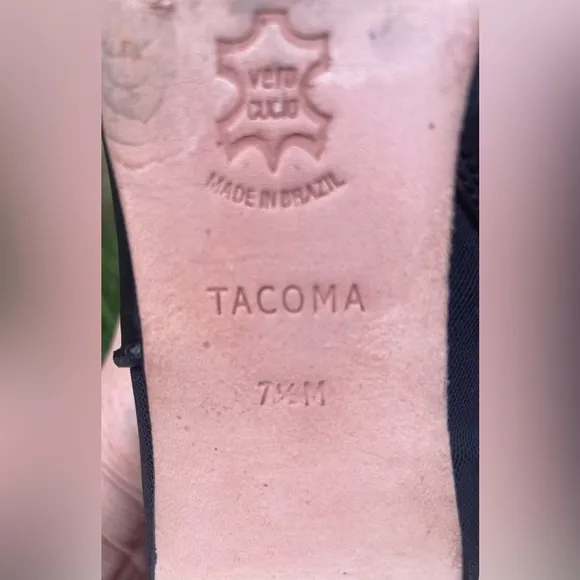 vero
cuoio
MADE IN BRAZIL
TACOMA
7½M